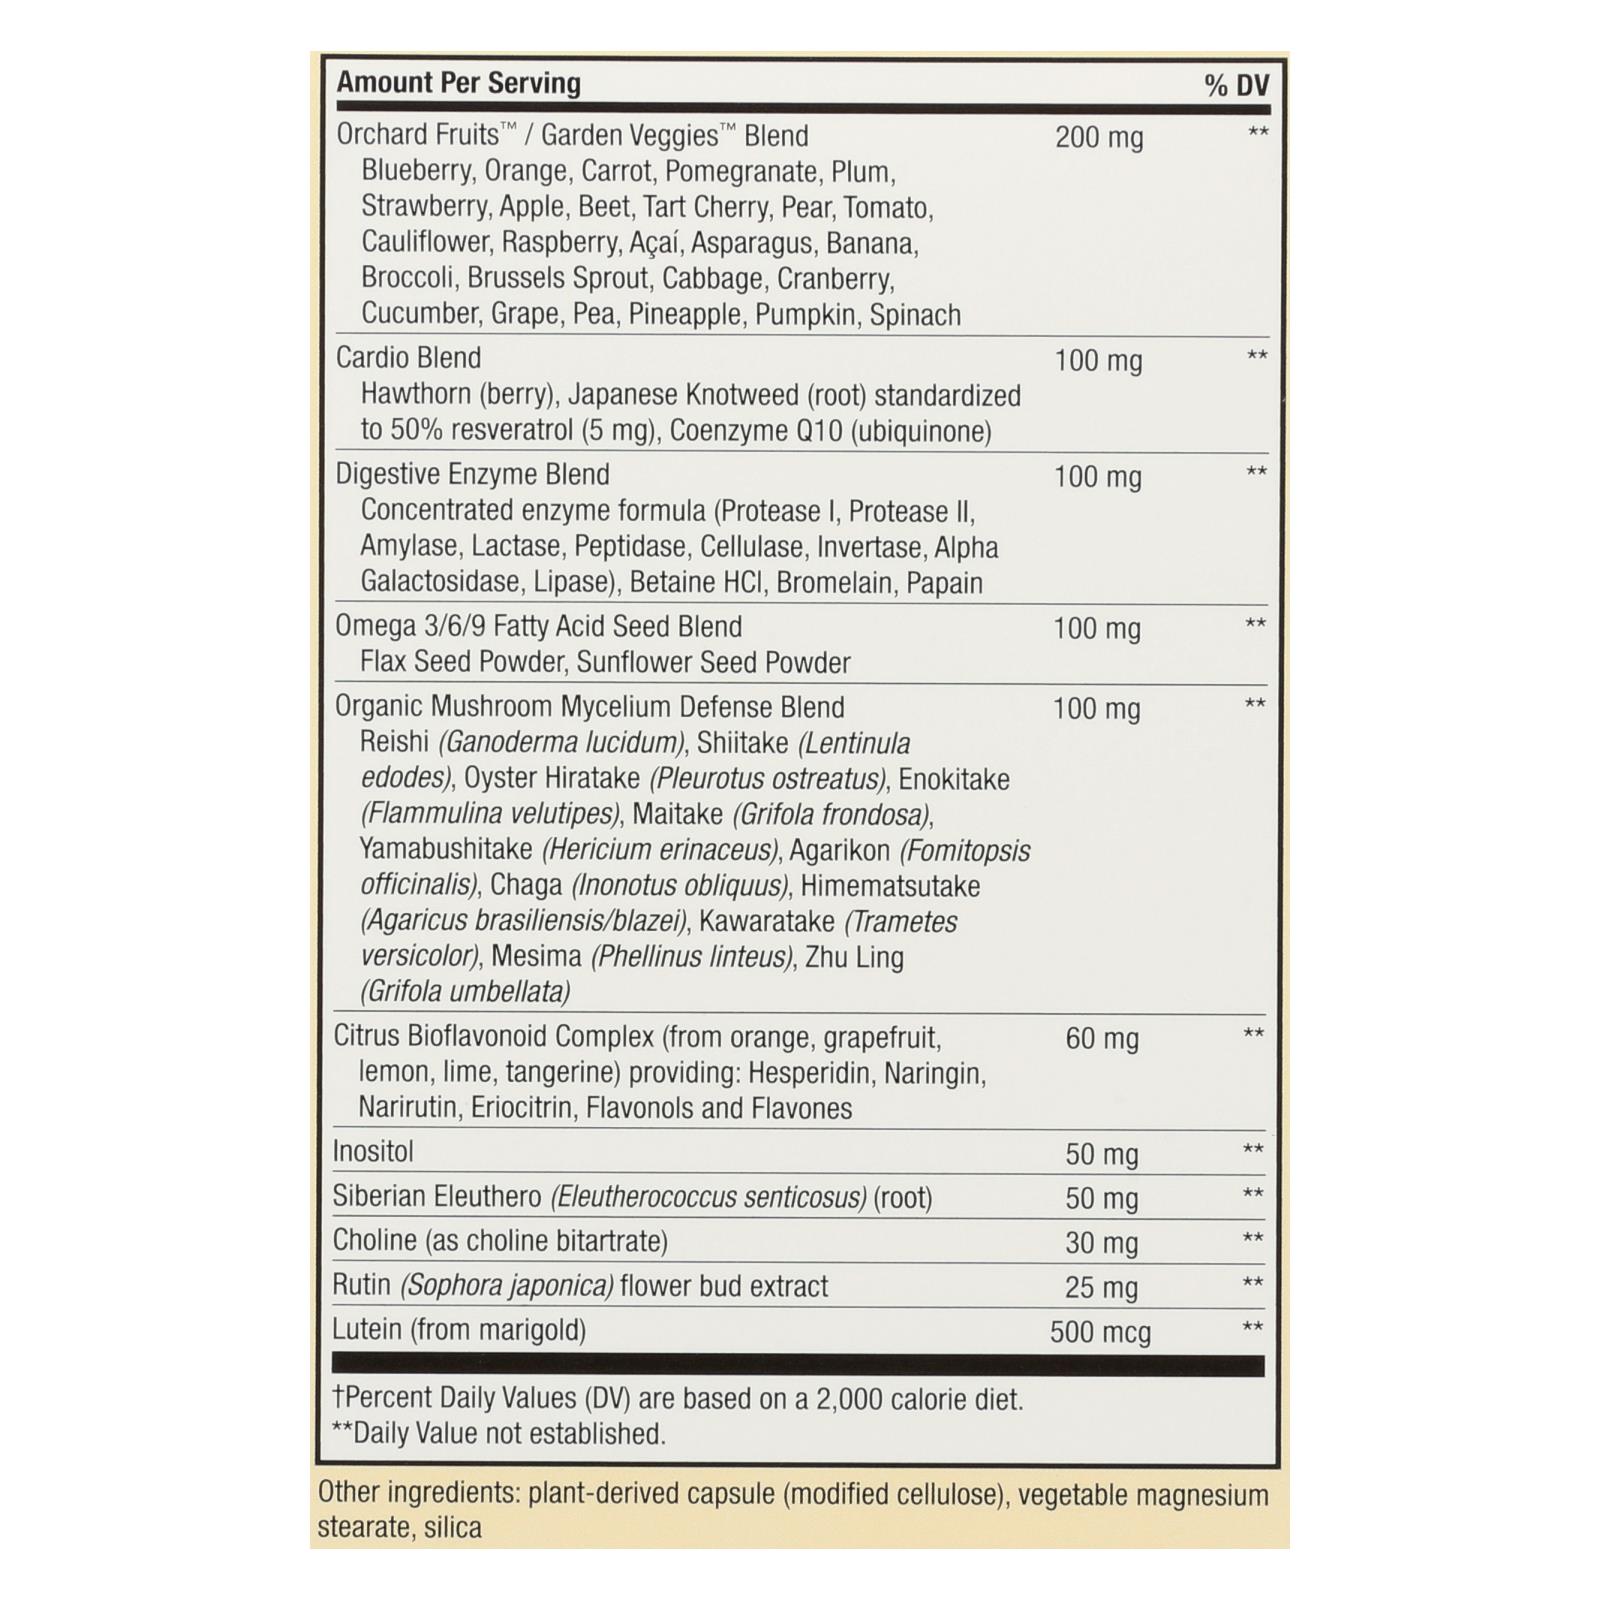 Amount Per Serving % DV
Orchard Fruits™ / Garden Veggies™ Blend 200 mg **
Blueberry, Orange, Carrot, Pomegranate, Plum,
Strawberry, Apple, Beet, Tart Cherry, Pear, Tomato,
Cauliflower, Raspberry, Açaí, Asparagus, Banana,
Broccoli, Brussels Sprout, Cabbage, Cranberry,
Cucumber, Grape, Pea, Pineapple, Pumpkin, Spinach
Cardio Blend 100 mg **
Hawthorn (berry), Japanese Knotweed (root) standardized
to 50% resveratrol (5 mg), Coenzyme Q10 (ubiquinone)
Digestive Enzyme Blend 100 mg **
Concentrated enzyme formula (Protease I, Protease II,
Amylase, Lactase, Peptidase, Cellulase, Invertase, Alpha
Galactosidase, Lipase), Betaine HCl, Bromelain, Papain
Omega 3/6/9 Fatty Acid Seed Blend 100 mg **
Flax Seed Powder, Sunflower Seed Powder
Organic Mushroom Mycelium Defense Blend 100 mg **
Reishi (Ganoderma lucidum), Shiitake (Lentinula
edodes), Oyster Hiratake (Pleurotus ostreatus), Enokitake
(Flammulina velutipes), Maitake (Grifola frondosa),
Yamabushitake (Hericium erinaceus), Agarikon (Fomitopsis
officinalis), Chaga (Inonotus obliquus), Himematsutake
(Agaricus brasiliensis/blazei), Kawaratake (Trametes
versicolor), Mesima (Phellinus linteus), Zhu Ling
(Grifola umbellata)
Citrus Bioflavonoid Complex (from orange, grapefruit, 60 mg **
lemon, lime, tangerine) providing: Hesperidin, Naringin,
Narirutin, Eriocitrin, Flavonols and Flavones
Inositol 50 mg **
Siberian Eleuthero (Eleutherococcus senticosus) (root) 50 mg **
Choline (as choline bitartrate) 30 mg **
Rutin (Sophora japonica) flower bud extract 25 mg **
Lutein (from marigold) 500 mcg **
†Percent Daily Values (DV) are based on a 2,000 calorie diet.
**Daily Value not established.
Other ingredients: plant-derived capsule (modified cellulose), vegetable magnesium
stearate, silica